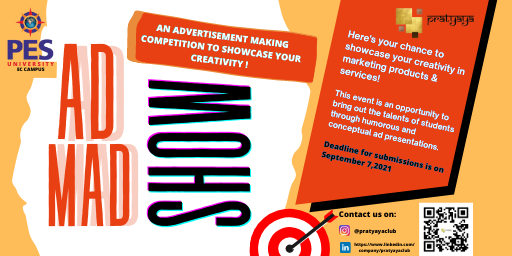 PES
UNIVERSITY
EC CAMPUS
AD
MAD
SHOW
AN ADVERTISEMENT MAKING
COMPETITION TO SHOWCASE YOUR
CREATIVITY !
pratyaya
Here's your chance to
showcase your creativity in
marketing products &
services!
This event is an opportunity to
bring out the talents of students
through humorous and
conceptual ad presentations.
Deadline for submissions is on
September 7,2021
Contact us on:
@pratyayaclub
https://www.linkedin.com/
company/pratyayaclub